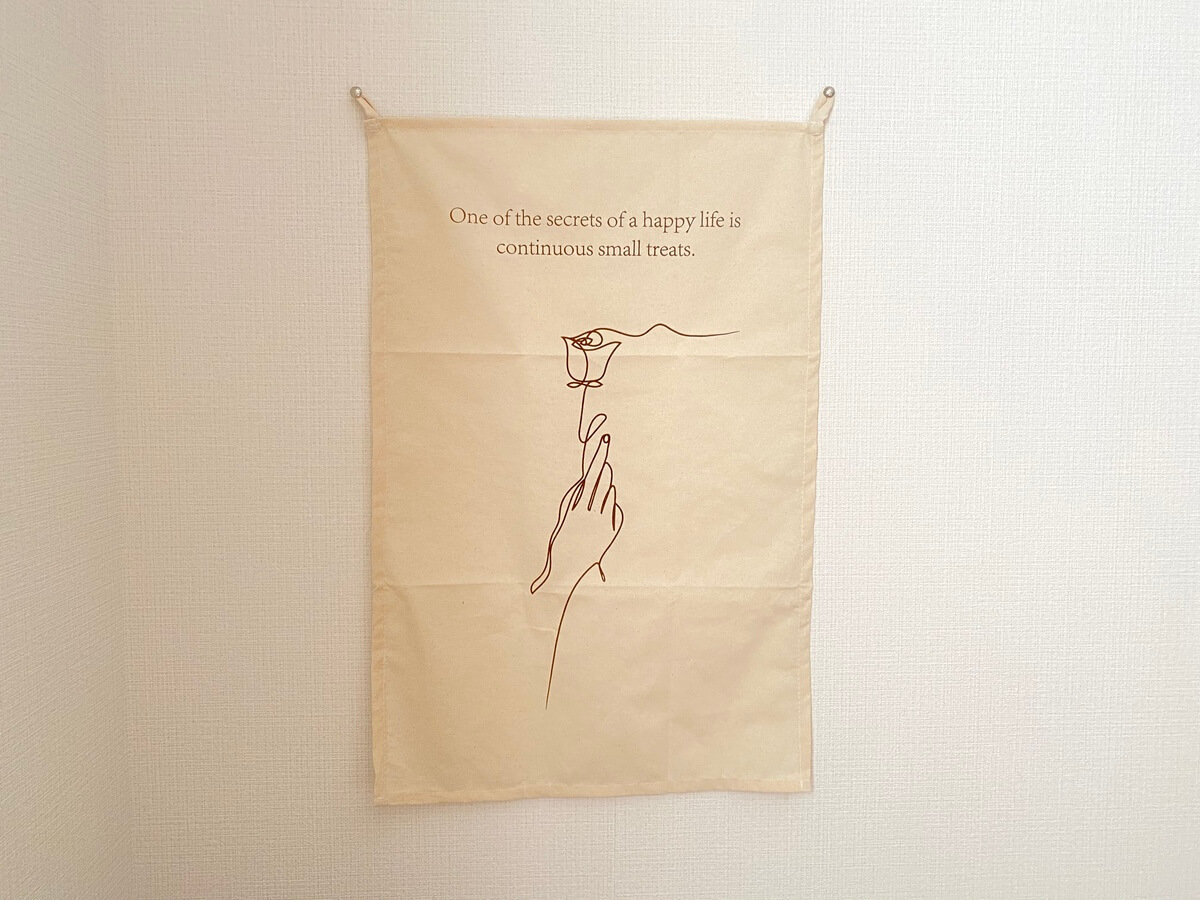 One of the secrets of a happy life is
continuous small treats.